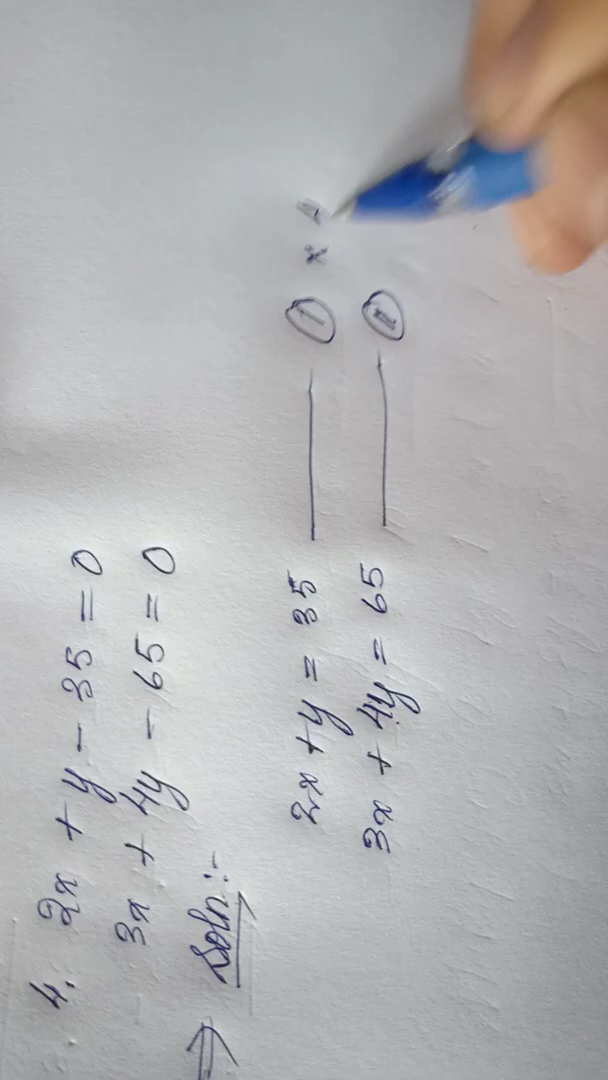 4. 2x + y - 35 = 0
3x + 4y - 65 = 0
⇒ Soln :-
2x + y = 35 —— ① ×
3x + 4y = 65 —— ②